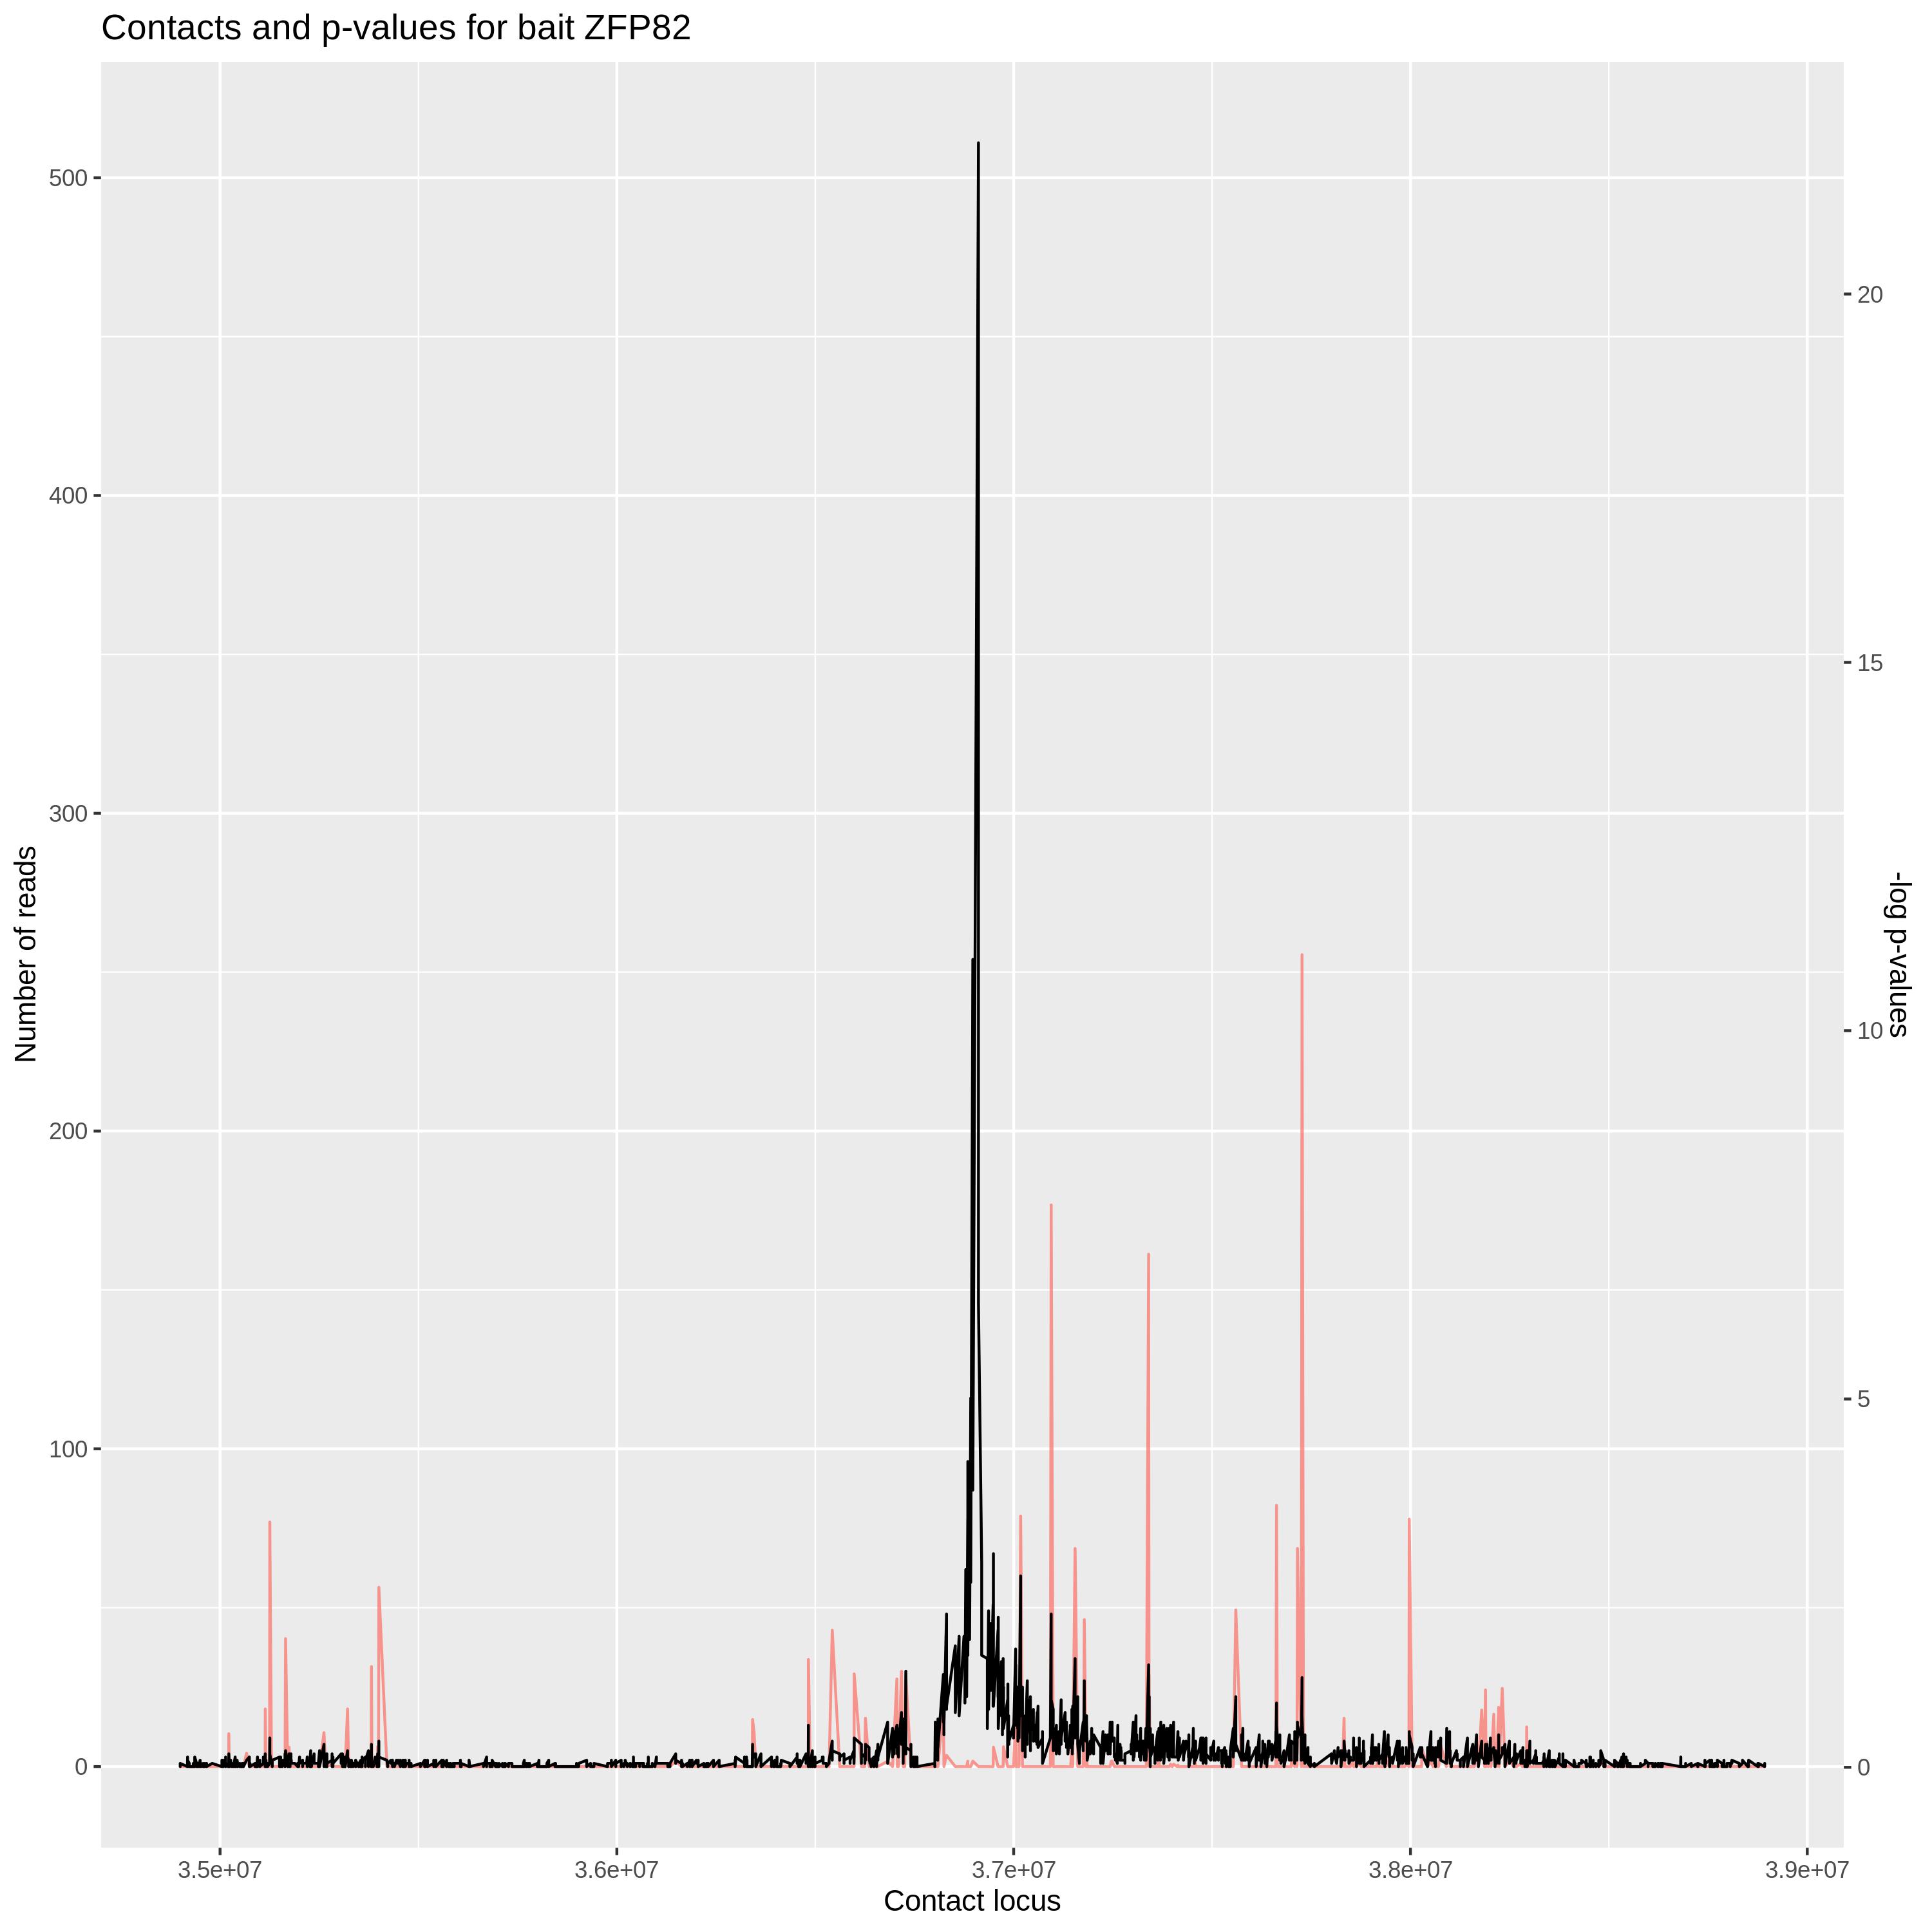 Contacts and p-values for bait ZFP82
Number of reads
500
400
300
200
100
0
20
15
10
5
0
-log p-values
3.5e+07
3.6e+07
3.7e+07
3.8e+07
3.9e+07
Contact locus